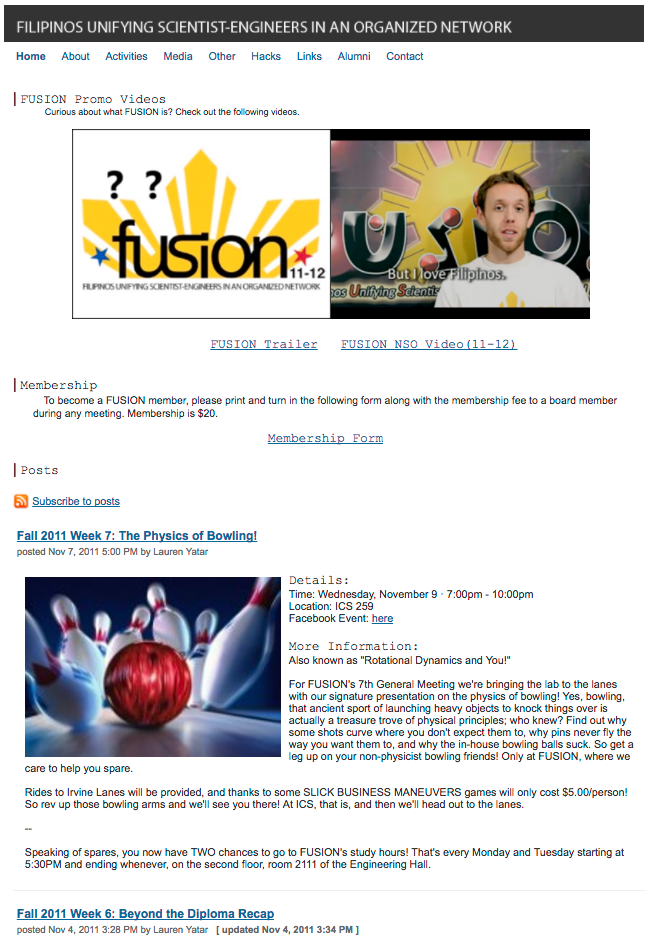 FILIPINOS UNIFYING SCIENTIST-ENGINEERS IN AN ORGANIZED NETWORK
Home About Activities Media Other Hacks Links Alumni Contact
FUSION Promo Videos
Curious about what FUSION is? Check out the following videos.
? ?
fusion
11-12
FILIPINOS UNIFYING SCIENTIST-ENGINEERS IN AN ORGANIZED NETWORK
But I love Filipinos.
nos Unifying Scientis
FUSION Trailer FUSION NSO Video(11-12)
Membership
To become a FUSION member, please print and turn in the following form along with the membership fee to a board member
during any meeting. Membership is $20.
Membership Form
Posts
Subscribe to posts
Fall 2011 Week 7: The Physics of Bowling!
posted Nov 7, 2011 5:00 PM by Lauren Yatar
Details:
Time: Wednesday, November 9 · 7:00pm - 10:00pm
Location: ICS 259
Facebook Event: here
More Information:
Also known as "Rotational Dynamics and You!"
For FUSION's 7th General Meeting we're bringing the lab to the lanes
with our signature presentation on the physics of bowling! Yes, bowling,
that ancient sport of launching heavy objects to knock things over is
actually a treasure trove of physical principles; who knew? Find out why
some shots curve where you don't expect them to, why pins never fly the
way you want them to, and why the in-house bowling balls suck. So get a
leg up on your non-physicist bowling friends! Only at FUSION, where we
care to help you spare.
Rides to Irvine Lanes will be provided, and thanks to some SLICK BUSINESS MANEUVERS games will only cost $5.00/person!
So rev up those bowling arms and we'll see you there! At ICS, that is, and then we'll head out to the lanes.
--
Speaking of spares, you now have TWO chances to go to FUSION's study hours! That's every Monday and Tuesday starting at
5:30PM and ending whenever, on the second floor, room 2111 of the Engineering Hall.
Fall 2011 Week 6: Beyond the Diploma Recap
posted Nov 4, 2011 3:28 PM by Lauren Yatar [ updated Nov 4, 2011 3:34 PM ]